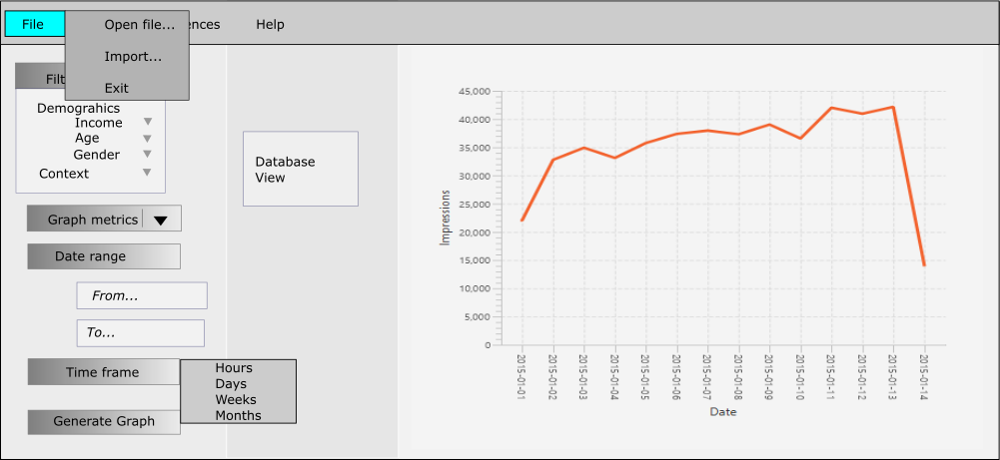 File
ences
Help
Open file...
Import...
Exit
Filt
Demograhics
Income
Age
Gender
Context
Graph metrics
Date range
From...
To...
Time frame
Hours
Days
Weeks
Months
Generate Graph
Database
View
45,000
40,000
35,000
30,000
25,000
20,000
15,000
10,000
5,000
0
Impressions
2015-01-01
2015-01-02
2015-01-03
2015-01-04
2015-01-05
2015-01-06
2015-01-07
2015-01-08
2015-01-09
2015-01-10
2015-01-11
2015-01-12
2015-01-13
2015-01-14
Date